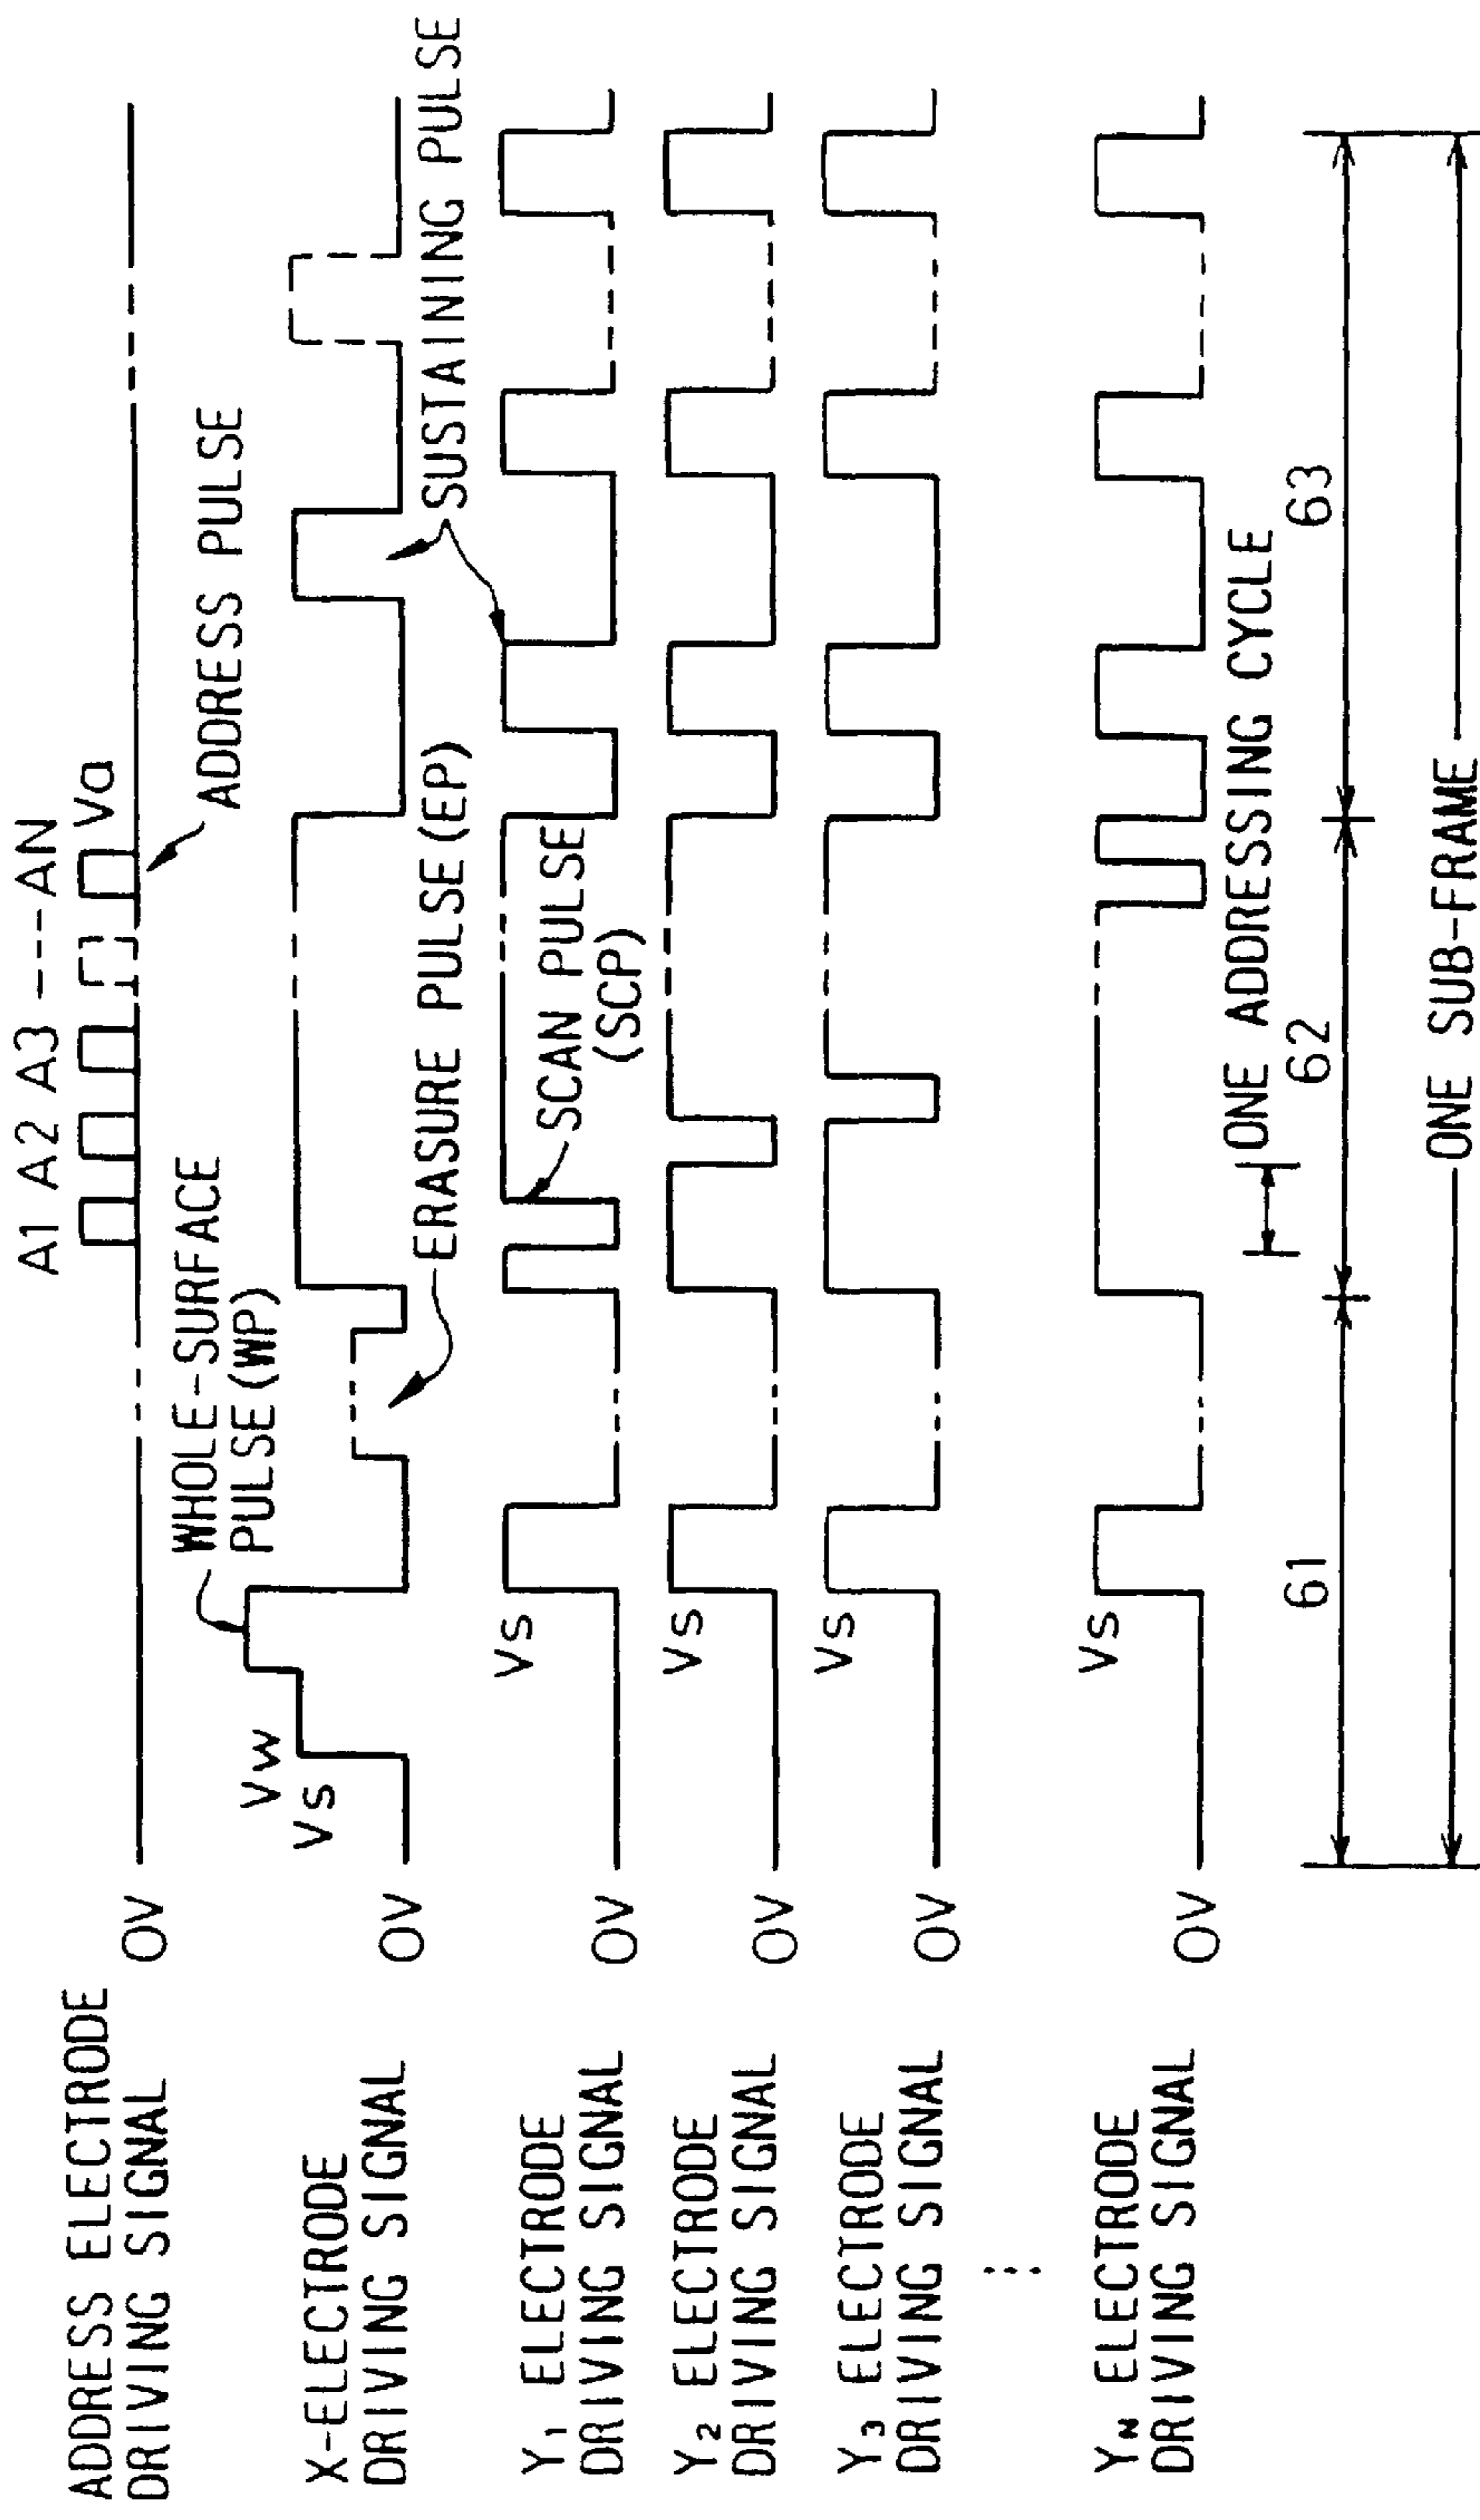 A1 A2 A3 --- AN
Va
ADDRESS ELECTRODE
DRIVING SIGNAL
0V
ADDRESS PULSE
WHOLE-SURFACE
PULSE(WP)
Vw
Vs
X-ELECTRODE
DRIVING SIGNAL
0V
ERASURE PULSE(EP)
SUSTAINING PULSE
Vs
Y1 ELECTRODE
DRIVING SIGNAL
0V
SCAN PULSE
(SCP)
Vs
Y2 ELECTRODE
DRIVING SIGNAL
0V
Vs
Y3 ELECTRODE
DRIVING SIGNAL
0V
Vs
YN ELECTRODE
DRIVING SIGNAL
0V
ONE ADDRESSING CYCLE
61
62
63
ONE SUB-FRAME